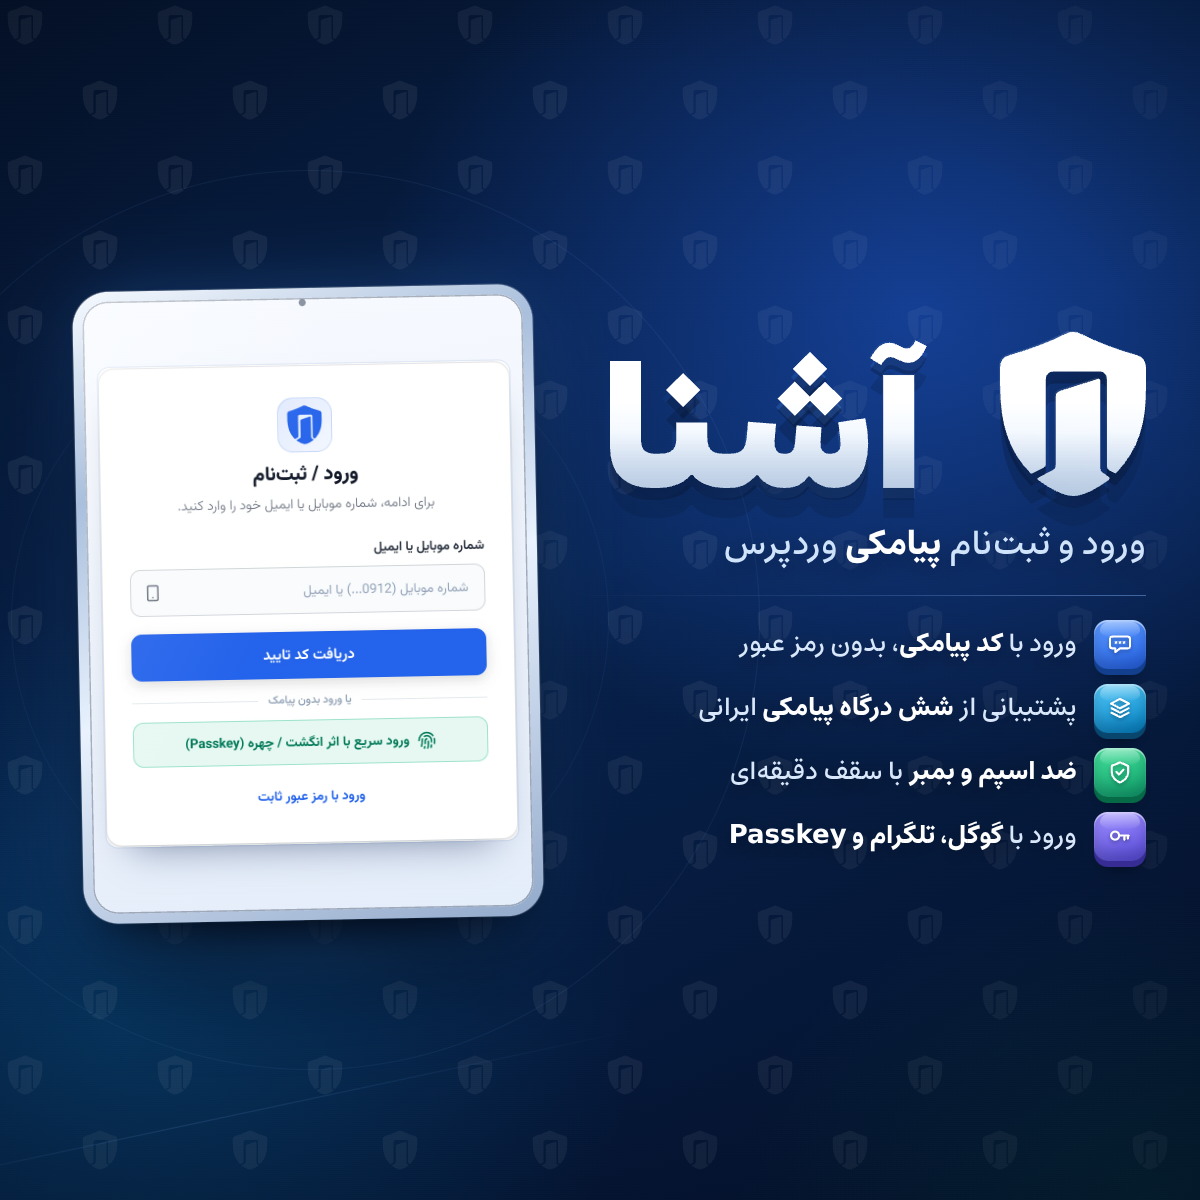 آشنا
ورود و ثبت‌نام پیامکی وردپرس
ورود با کد پیامکی، بدون رمز عبور
پشتیبانی از شش درگاه پیامکی ایرانی
ضد اسپم و بمبر با سقف دقیقه‌ای
ورود با گوگل، تلگرام و Passkey
ورود / ثبت‌نام
برای ادامه، شماره موبایل یا ایمیل خود را وارد کنید.
شماره موبایل یا ایمیل
شماره موبایل (0912...) یا ایمیل
دریافت کد تایید
یا ورود بدون پیامک
ورود سریع با اثر انگشت / چهره (Passkey)
ورود با رمز عبور ثابت